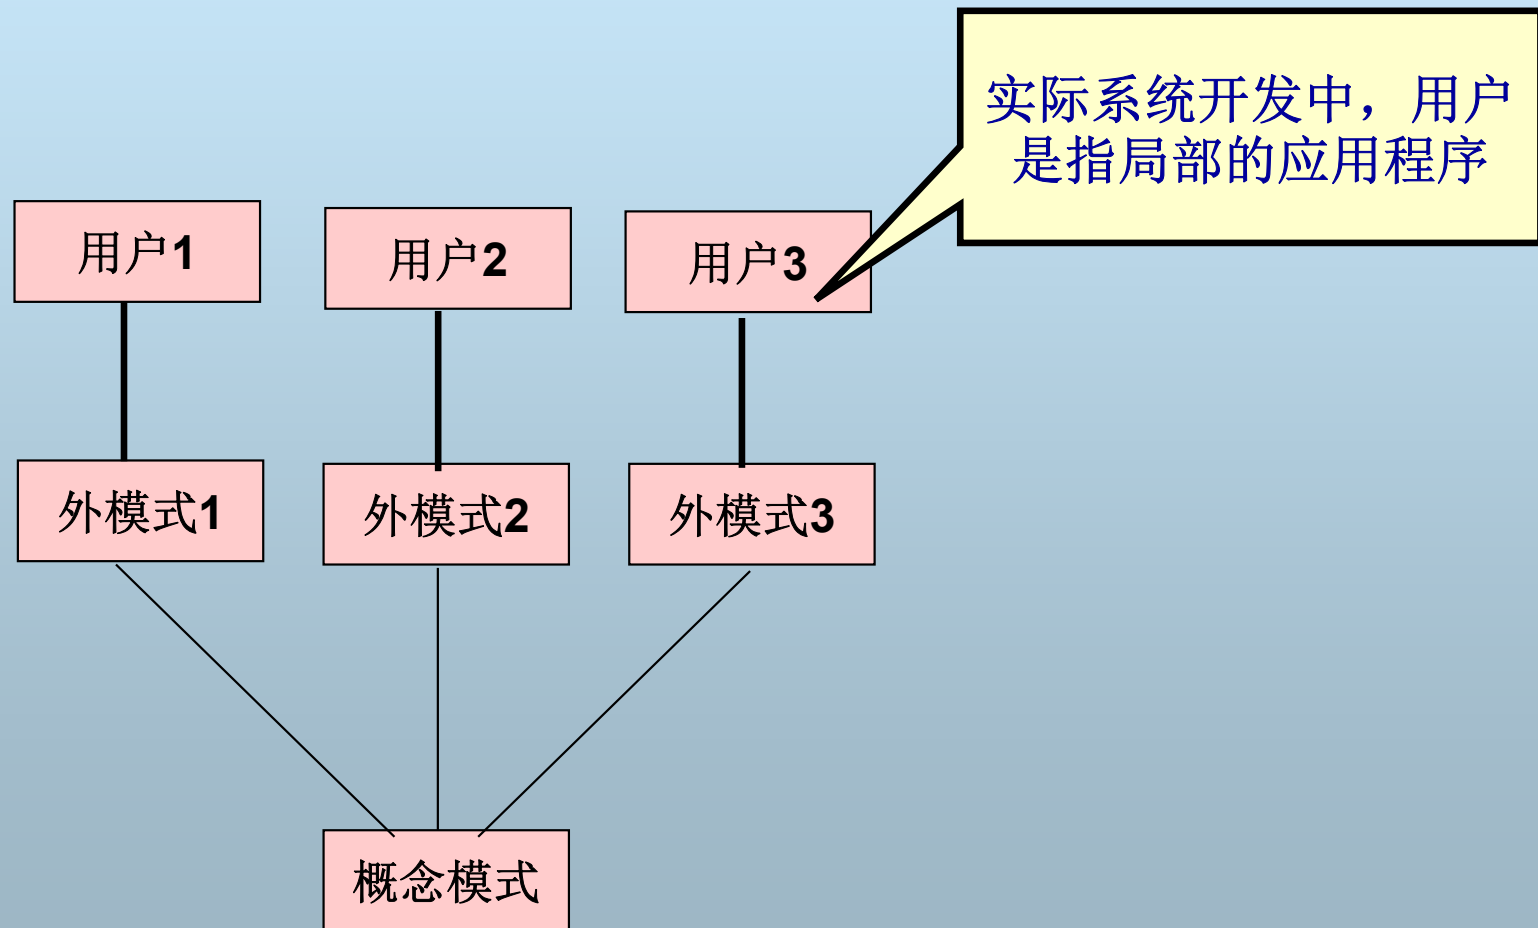 实际系统开发中，用户
是指局部的应用程序
用户1
用户2
用户3
外模式1
外模式2
外模式3
概念模式